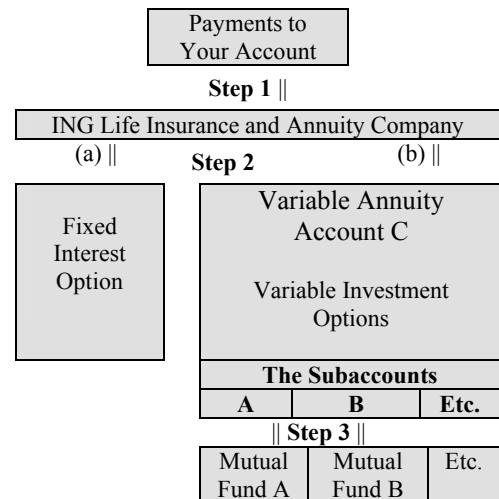 Payments to
Your Account
Step 1 ||
ING Life Insurance and Annuity Company
(a) || Step 2 (b) ||
Fixed
Interest
Option
Variable Annuity
Account C
Variable Investment
Options
The Subaccounts
A B Etc.
|| Step 3 ||
Mutual
Fund A
Mutual
Fund B
Etc.